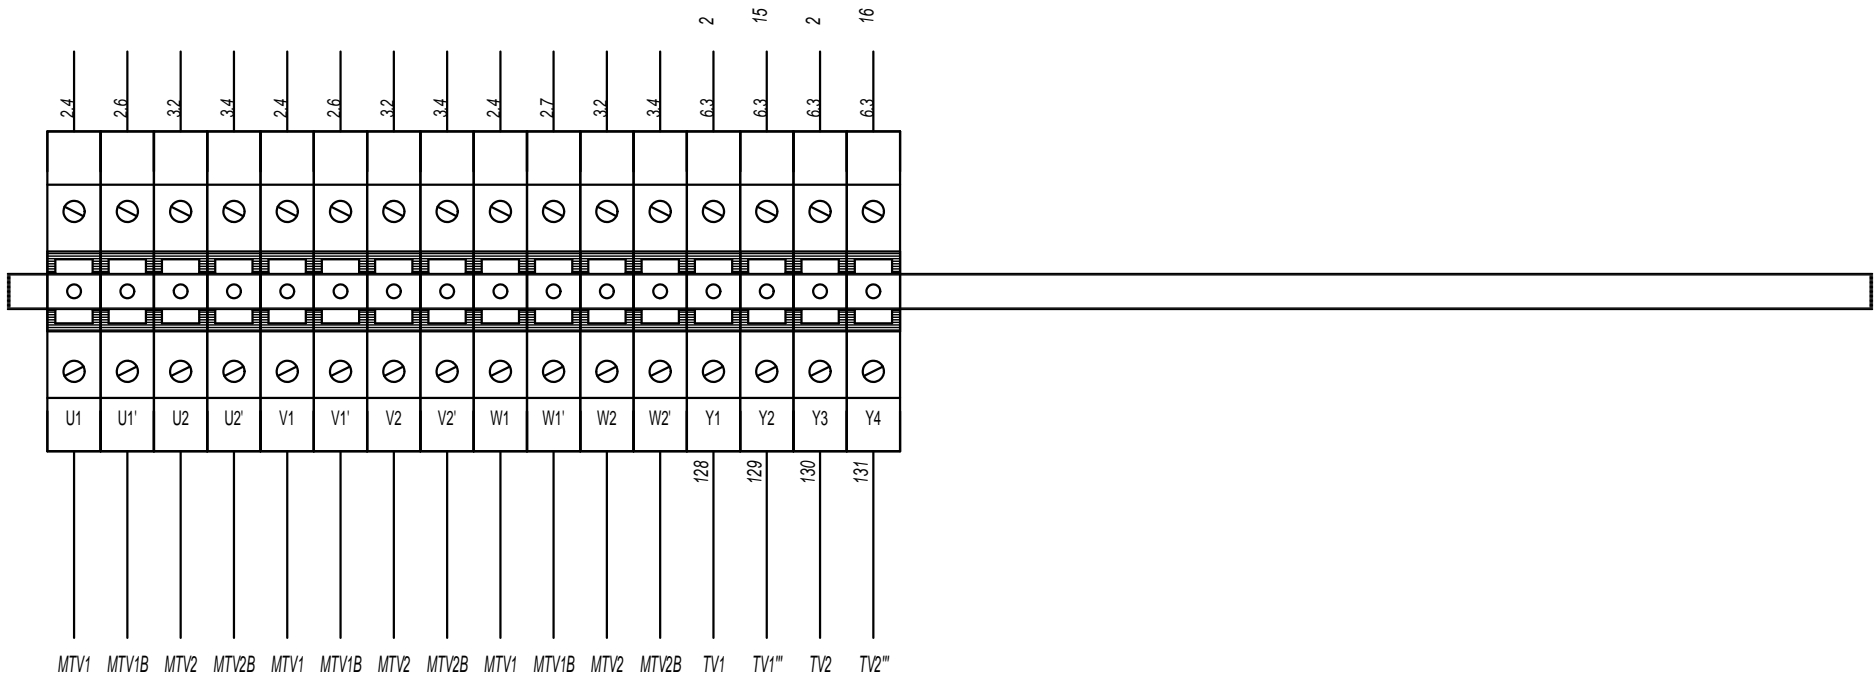 2 15 2 16
2.4 2.6 3.2 3.4 2.4 2.6 3.2 3.4 2.4 2.7 3.2 3.4 6.3 6.3 6.3 6.3
U1 U1' U2 U2' V1 V1' V2 V2' W1 W1' W2 W2' Y1 Y2 Y3 Y4
128 129 130 131
MTV1 MTV1B MTV2 MTV2B MTV1 MTV1B MTV2 MTV2B MTV1 MTV1B MTV2 MTV2B TV1 TV1''' TV2 TV2'''